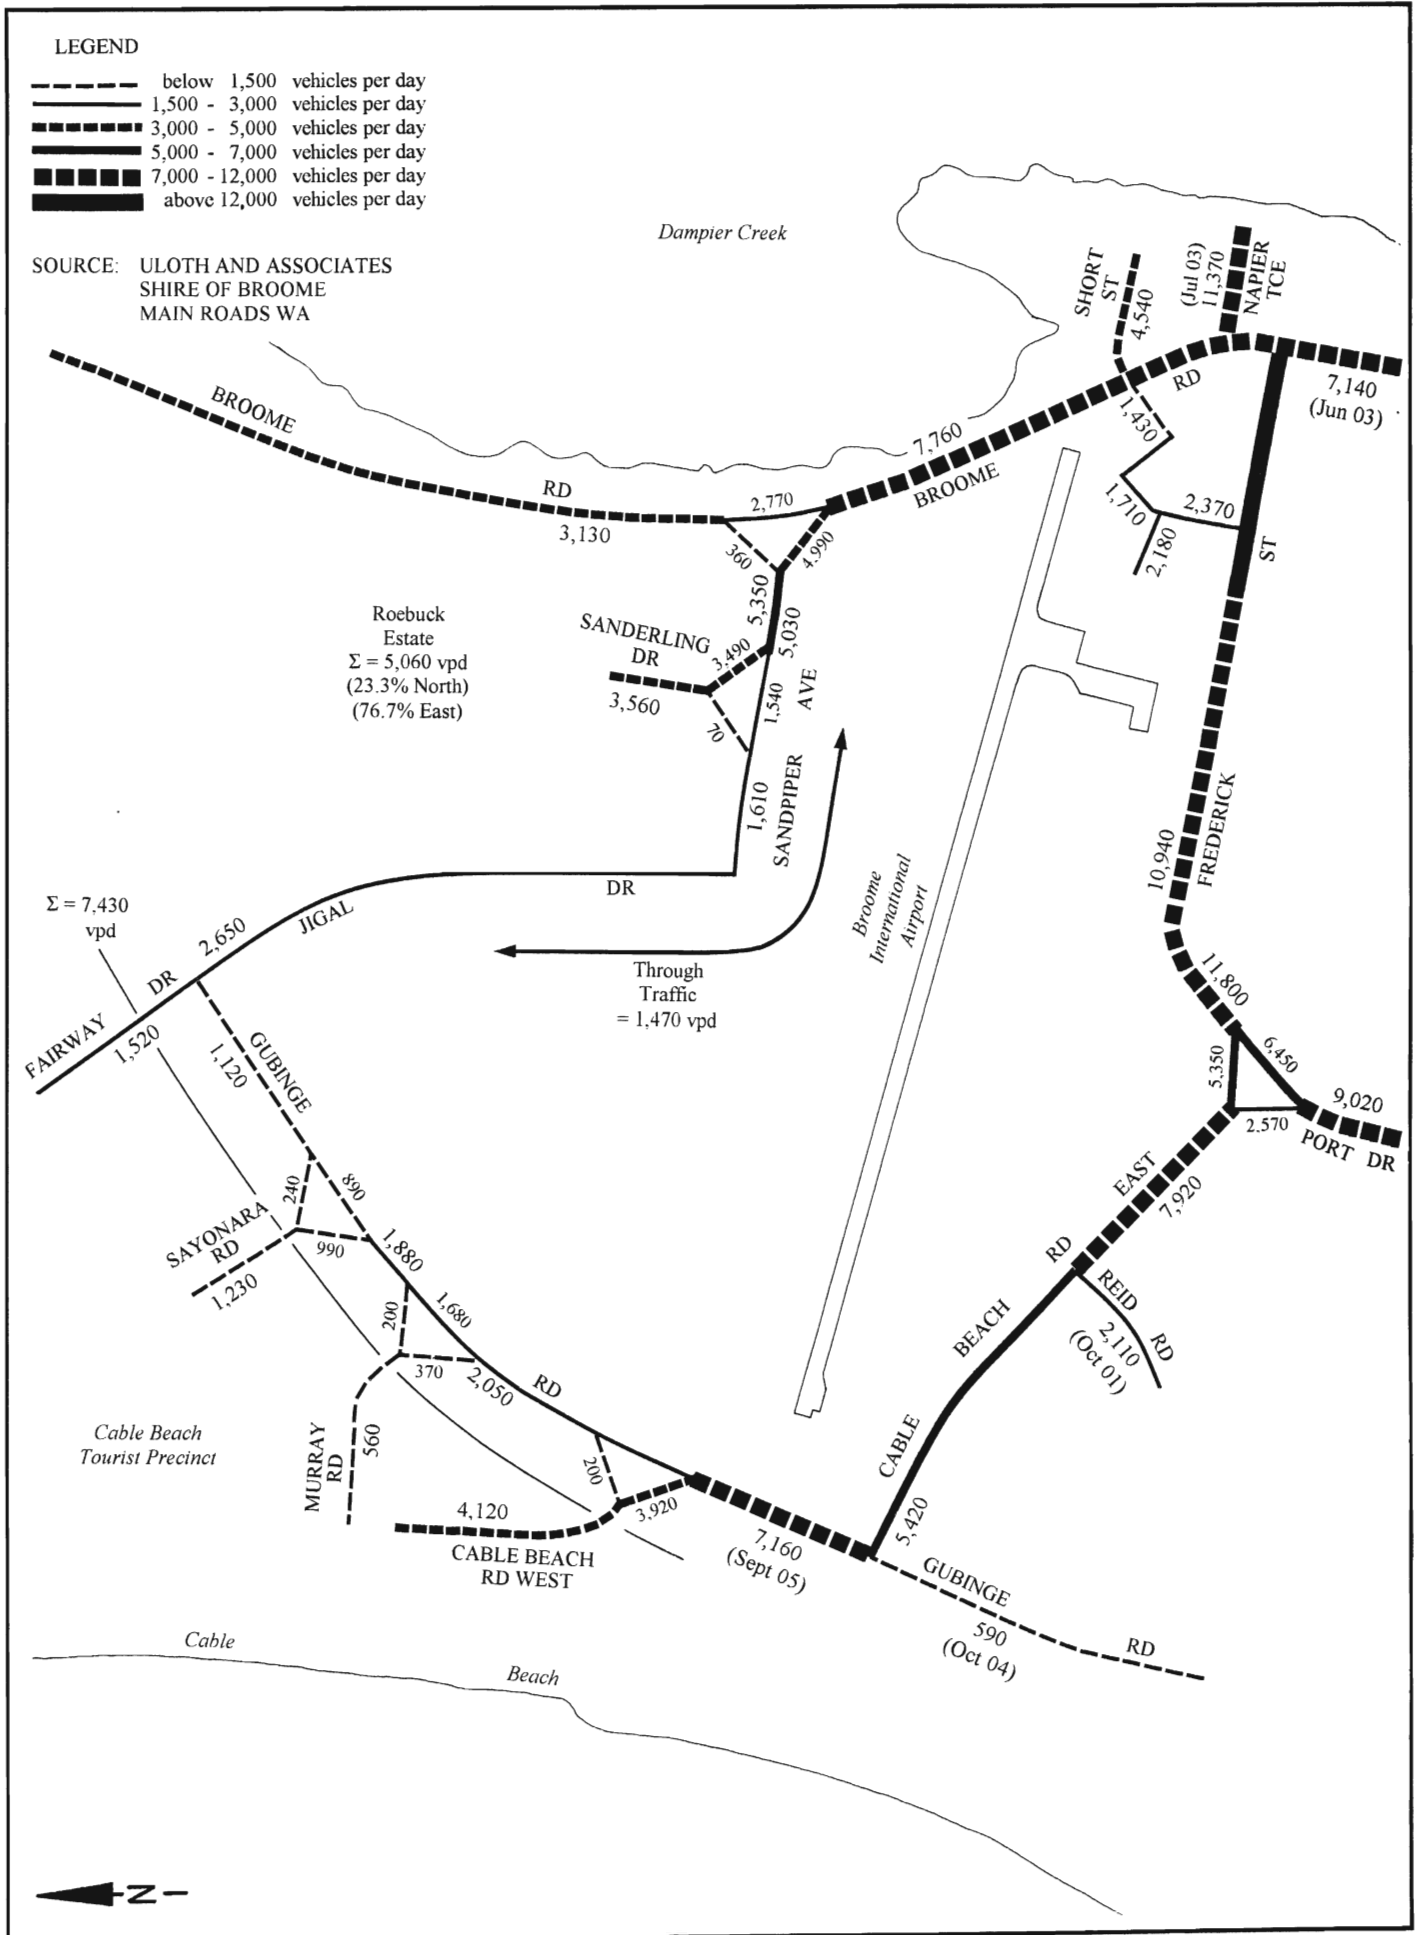 LEGEND
below 1,500 vehicles per day
1,500 - 3,000 vehicles per day
3,000 - 5,000 vehicles per day
5,000 - 7,000 vehicles per day
7,000 - 12,000 vehicles per day
above 12,000 vehicles per day
SOURCE: ULOTH AND ASSOCIATES
SHIRE OF BROOME
MAIN ROADS WA
Dampier Creek
SHORT
ST
4,540
(Jul 03)
11,370
NAPIER
TCE
7,140
(Jun 03)
BROOME
RD
3,130
2,770
360
4,990
7,760
BROOME
RD
1,430
1,710
2,370
2,180
ST
Roebuck
Estate
Σ = 5,060 vpd
(23.3% North)
(76.7% East)
SANDERLING
DR
3,490
3,560
70
5,350
5,030
1,540
AVE
1,610
SANDPIPER
FREDERICK
10,940
Broome
International
Airport
DR
JIGAL
2,650
Σ = 7,430
vpd
Through
Traffic
= 1,470 vpd
FAIRWAY
DR
1,520
GUBINGE
1,120
11,800
5,350
6,450
2,570
9,020
PORT DR
EAST
7,920
RD
240
890
SAYONARA
RD
990
1,230
1,880
200
1,680
370
2,050
RD
REID
RD
2,110
(Oct 01)
BEACH
CABLE
5,420
Cable Beach
Tourist Precinct
MURRAY
RD
560
200
4,120
3,920
CABLE BEACH
RD WEST
7,160
(Sept 05)
GUBINGE
590
(Oct 04)
RD
Cable
Beach
N